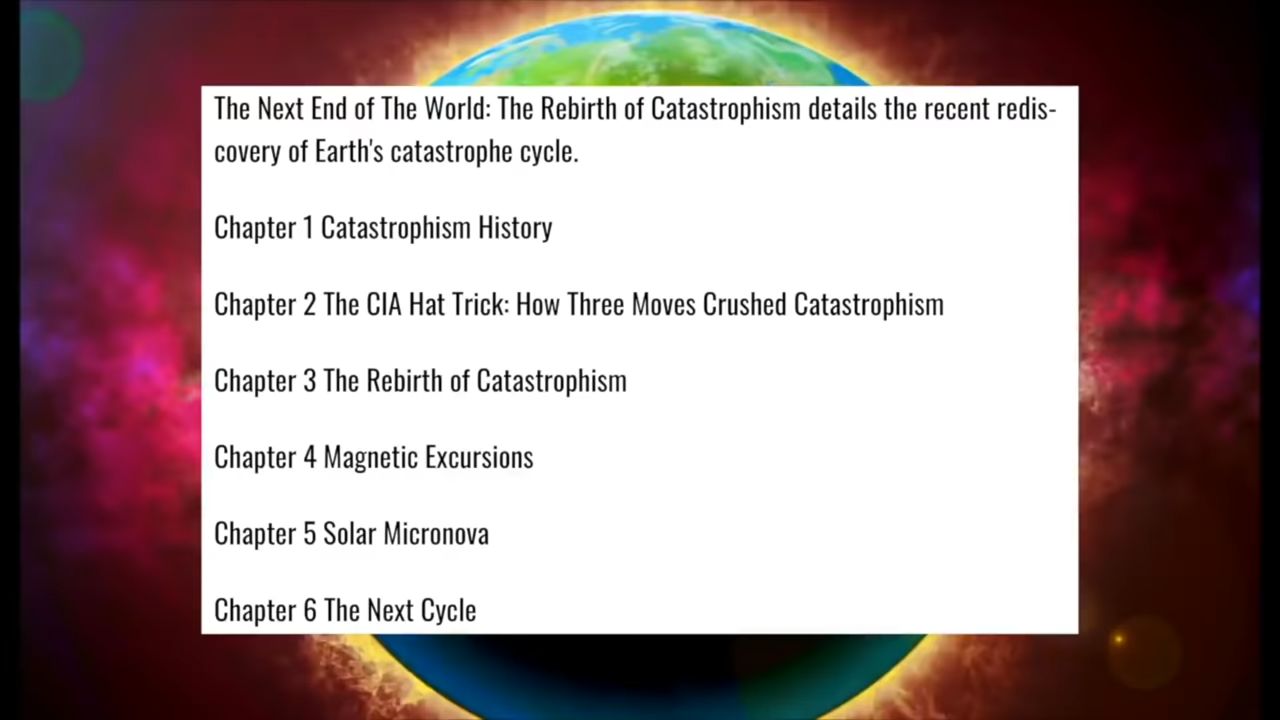 The Next End of The World: The Rebirth of Catastrophism details the recent redis-
covery of Earth's catastrophe cycle.
Chapter 1 Catastrophism History
Chapter 2 The CIA Hat Trick: How Three Moves Crushed Catastrophism
Chapter 3 The Rebirth of Catastrophism
Chapter 4 Magnetic Excursions
Chapter 5 Solar Micronova
Chapter 6 The Next Cycle